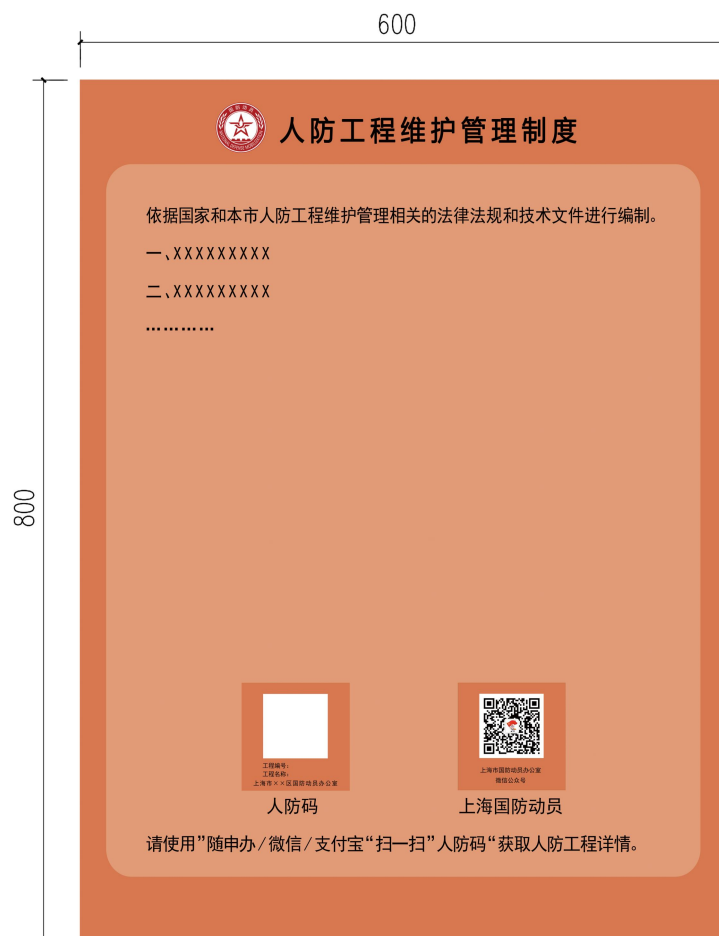 600
800
人防工程维护管理制度
依据国家和本市人防工程维护管理相关的法律法规和技术文件进行编制。
一、XXXXXXXXX
二、XXXXXXXXX
…………
工程编号：
工程名称：
上海市××区国防动员办公室
人防码
上海市国防动员办公室
微信公众号
上海国防动员
请使用”随申办/微信/支付宝“扫一扫”人防码“获取人防工程详情。